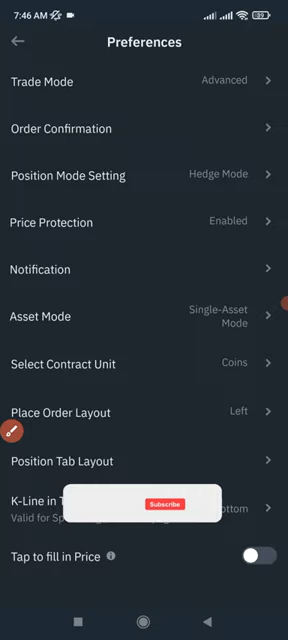 7:46 AM
89
Preferences
Trade Mode Advanced
Order Confirmation
Position Mode Setting Hedge Mode
Price Protection Enabled
Notification
Asset Mode Single-Asset
Mode
Select Contract Unit Coins
Place Order Layout Left
Position Tab Layout
K-Line in
Subscribe
Valid for
Tap to fill in Price